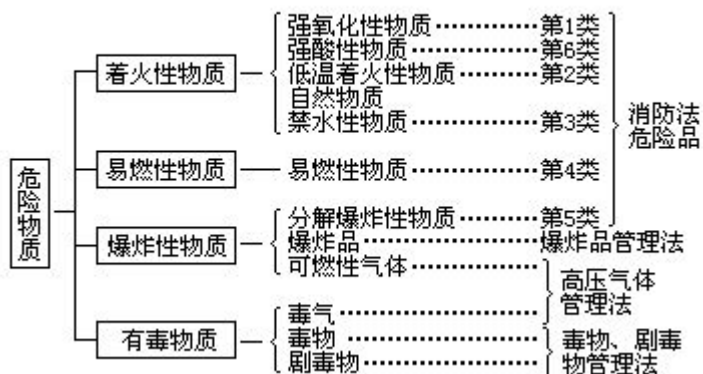 强氧化性物质············第1类
强酸性物质············第6类
着火性物质
低温着火性物质············第2类
自然物质
禁水性物质············第3类
消防法
危险品
易燃性物质
易燃性物质············第4类
危险物质
分解爆炸性物质············第5类
爆炸性物质
爆炸品············爆炸品管理法
可燃性气体············
高压气体
管理法
毒气············
有毒物质
毒物············
剧毒物············
毒物、剧毒
物管理法